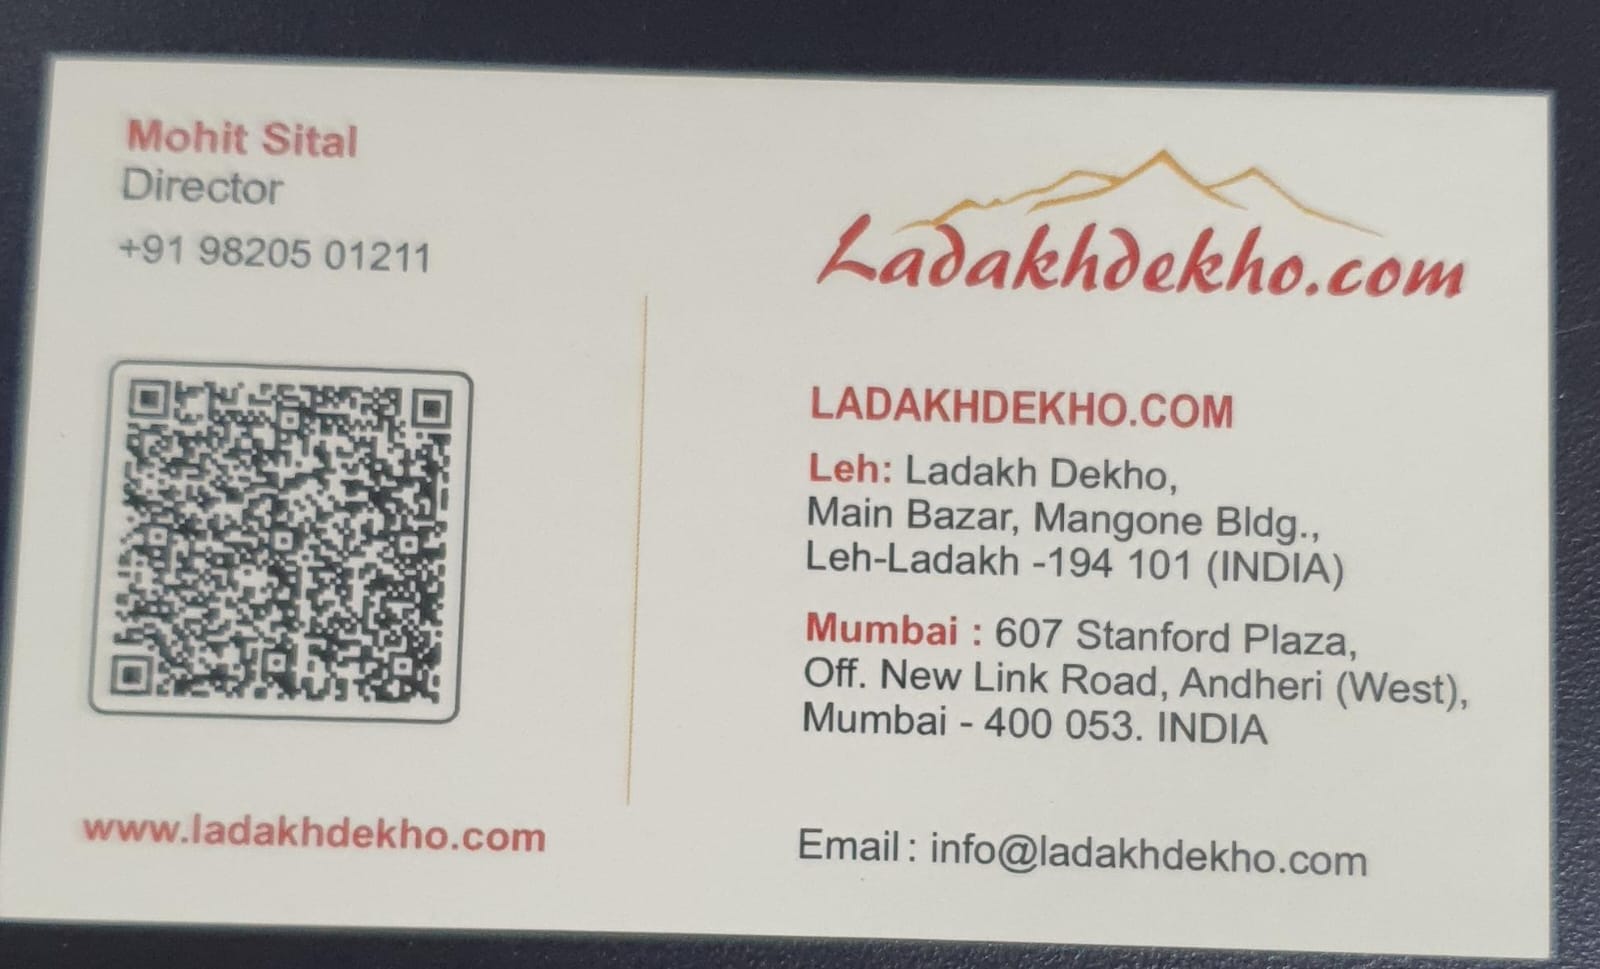 Mohit Sital
Director
+91 98205 01211
www.ladakhdekho.com
Ladakhdekho.com
LADAKHDEKHO.COM
Leh: Ladakh Dekho,
Main Bazar, Mangone Bldg.,
Leh-Ladakh -194 101 (INDIA)
Mumbai : 607 Stanford Plaza,
Off. New Link Road, Andheri (West),
Mumbai - 400 053. INDIA
Email : info@ladakhdekho.com